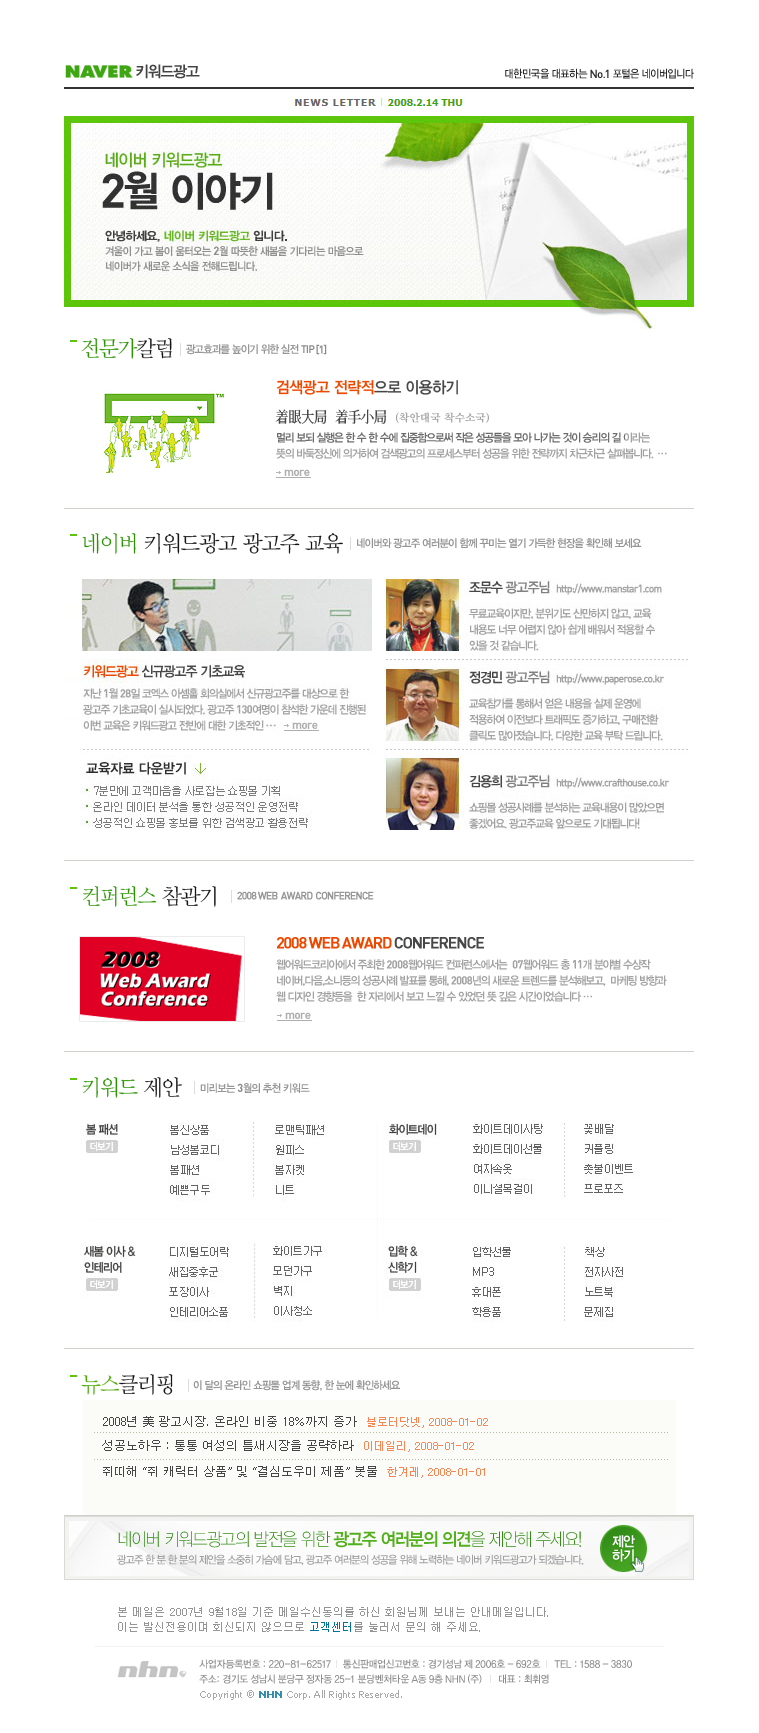 NAVER 키워드광고
대한민국을 대표하는 No.1 포털은 네이버입니다
NEWS LETTER | 2008.2.14 THU
네이버 키워드광고
2월 이야기
안녕하세요, 네이버 키워드광고 입니다.
겨울이 가고 봄이 움터오는 2월 따뜻한 새봄을 기다리는 마음으로
네이버가 새로운 소식을 전해드립니다.
전문가칼럼 | 광고효과를 높이기 위한 실전 TIP [1]
검색광고 전략적으로 이용하기
着眼大局 着手小局 (착안대국 착수소국)
멀리 보되 실행은 한 수 한 수에 집중함으로써 작은 성공들을 모아 나가는 것이 승리의 길 이라는
뜻의 바둑정신에 의거하여 검색광고의 프로세스부터 성공을 위한 전략까지 차근차근 살펴봅니다. …
→ more
네이버 키워드광고 광고주 교육 | 네이버와 광고주 여러분이 함께 꾸미는 열기 가득한 현장을 확인해 보세요
키워드광고 신규광고주 기초교육
지난 1월 28일 코엑스 아셈홀 회의실에서 신규광고주를 대상으로 한
광고주 기초교육이 실시되었다. 광고주 130여명이 참석한 가운데 진행된
이번 교육은 키워드광고 전반에 대한 기초적인 … → more
교육자료 다운받기 ↓
· 7분만에 고객마음을 사로잡는 쇼핑몰 기획
· 온라인 데이터 분석을 통한 성공적인 운영전략
· 성공적인 쇼핑몰 홍보를 위한 검색광고 활용전략
조문수 광고주님 http://www.manstar1.com
무료교육이지만, 분위기도 산만하지 않고, 교육
내용도 너무 어렵지 않아 쉽게 배워서 적용할 수
있을 것 같습니다.
정경민 광고주님 http://www.paperose.co.kr
교육참가를 통해서 얻은 내용을 실제 운영에
적용하여 이전보다 트래픽도 증가하고, 구매전환
클릭도 많아졌습니다. 다양한 교육 부탁 드립니다.
김용희 광고주님 http://www.crafthouse.co.kr
쇼핑몰 성공사례를 분석하는 교육내용이 많았으면
좋겠어요. 광고주교육 앞으로도 기대됩니다!
컨퍼런스 참관기 | 2008 WEB AWARD CONFERENCE
2008
Web Award
Conference
2008 WEB AWARD CONFERENCE
웹어워드코리아에서 주최한 2008웹어워드 컨퍼런스에서는 07웹어워드 총 11개 분야별 수상작
네이버,다음,소니등의 성공사례 발표를 통해, 2008년의 새로운 트렌드를 분석해보고, 마케팅 방향과
웹 디자인 경향등을 한 자리에서 보고 느낄 수 있었던 뜻 깊은 시간이었습니다 …
→ more
키워드 제안 | 미리보는 3월의 추천 키워드
봄 패션
더보기
봄신상품
남성봄코디
봄패션
예쁜구두
로맨틱패션
원피스
봄자켓
니트
화이트데이
더보기
화이트데이사탕
화이트데이선물
여자속옷
이니셜목걸이
꽃배달
커플링
촛불이벤트
프로포즈
새봄 이사 &
인테리어
더보기
디지털도어락
새집증후군
포장이사
인테리어소품
화이트가구
모던가구
벽지
이사청소
입학 &
신학기
더보기
입학선물
MP3
휴대폰
학용품
책상
전자사전
노트북
문제집
뉴스클리핑 | 이 달의 온라인 쇼핑몰 업계 동향, 한 눈에 확인하세요
2008년 美 광고시장, 온라인 비중 18%까지 증가 블로터닷넷, 2008-01-02
성공노하우 : 통통 여성의 틈새시장을 공략하라 이데일리, 2008-01-02
쥐띠해 “쥐 캐릭터 상품” 및 “결심도우미 제품” 봇물 한겨레, 2008-01-01
네이버 키워드광고의 발전을 위한 광고주 여러분의 의견을 제안해 주세요!
광고주 한 분 한 분의 제안을 소중히 가슴에 담고, 광고주 여러분의 성공을 위해 노력하는 네이버 키워드광고가 되겠습니다.
제안
하기
본 메일은 2007년 9월18일 기준 메일수신동의를 하신 회원님께 보내는 안내메일입니다.
이는 발신전용이며 회신되지 않으므로 고객센터를 눌러서 문의 해 주세요.
nhn.
사업자등록번호 : 220-81-62517 | 통신판매업신고번호 : 경기성남 제 2006호 - 692호 | TEL : 1588 - 3830
주소: 경기도 성남시 분당구 정자동 25-1 분당벤처타운 A동 9층 NHN (주) | 대표 : 최휘영
Copyright © NHN Corp. All Rights Reserved.